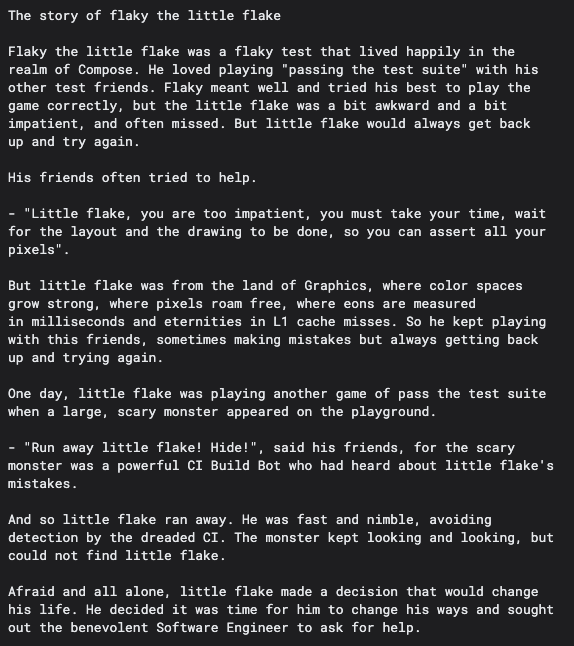 The story of flaky the little flake
Flaky the little flake was a flaky test that lived happily in the
realm of Compose. He loved playing "passing the test suite" with his
other test friends. Flaky meant well and tried his best to play the
game correctly, but the little flake was a bit awkward and a bit
impatient, and often missed. But little flake would always get back
up and try again.
His friends often tried to help.
- "Little flake, you are too impatient, you must take your time, wait
for the layout and the drawing to be done, so you can assert all your
pixels".
But little flake was from the land of Graphics, where color spaces
grow strong, where pixels roam free, where eons are measured
in milliseconds and eternities in L1 cache misses. So he kept playing
with this friends, sometimes making mistakes but always getting back
up and trying again.
One day, little flake was playing another game of pass the test suite
when a large, scary monster appeared on the playground.
- "Run away little flake! Hide!", said his friends, for the scary
monster was a powerful CI Build Bot who had heard about little flake's
mistakes.
And so little flake ran away. He was fast and nimble, avoiding
detection by the dreaded CI. The monster kept looking and looking, but
could not find little flake.
Afraid and all alone, little flake made a decision that would change
his life. He decided it was time for him to change his ways and sought
out the benevolent Software Engineer to ask for help.